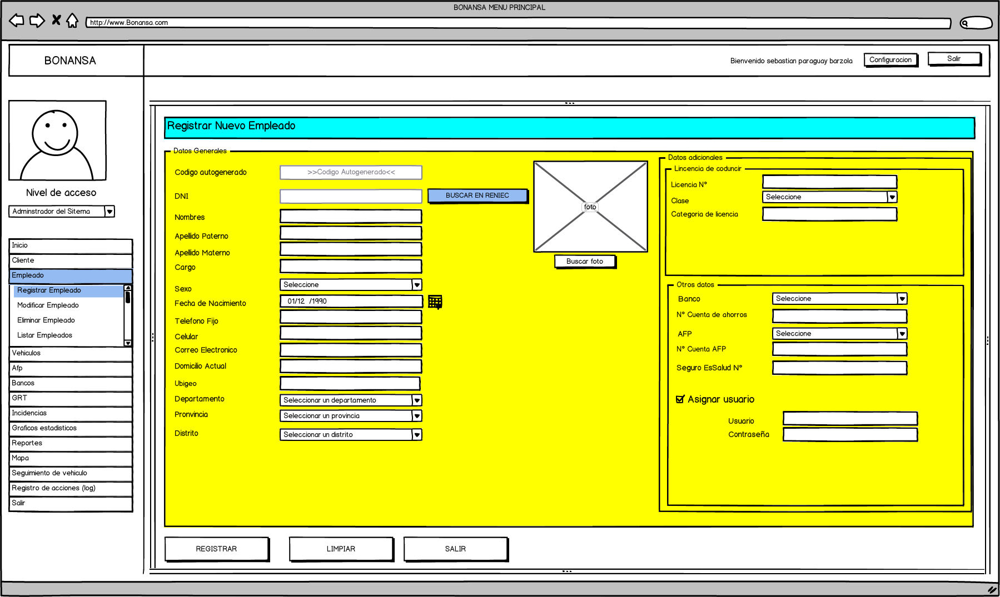 BONANSA MENU PRINCIPAL
http://www.Bonansa.com
BONANSA
Bienvenido sebastian paraguay barzola
Configuracion
Salir
Nivel de acceso
Adminstrador del Sitema
Inicio
Cliente
Empleado
Registrar Empleado
Modificar Empleado
Eliminar Empleado
Listar Empleados
Vehiculos
Afp
Bancos
GRT
Incidencias
Graficos estadisticos
Reportes
Mapa
Seguimiento de vehiculo
Registro de acciones (log)
Salir
Registrar Nuevo Empleado
Datos Generales
Codigo autogenerado
>>Codigo Autogenerado<<
DNI
BUSCAR EN RENIEC
Nombres
Apellido Paterno
Apellido Materno
Cargo
Sexo
Seleccione
Fecha de Nacimiento
01/12 /1990
Telefono Fijo
Celular
Correo Electronico
Domicilio Actual
Ubigeo
Departamento
Seleccionar un departamento
Pronvincia
Seleccionar un provincia
Distrito
Seleccionar un distrito
foto
Buscar foto
Datos adicionales
Lincencia de coduncir
Licencia N°
Clase
Seleccione
Categoria de licencia
Otros datos
Banco
Seleccione
N° Cuenta de ahorros
AFP
Seleccione
N° Cuenta AFP
Seguro EsSalud N°
Asignar usuario
Usuario
Contraseña
REGISTRAR
LIMPIAR
SALIR